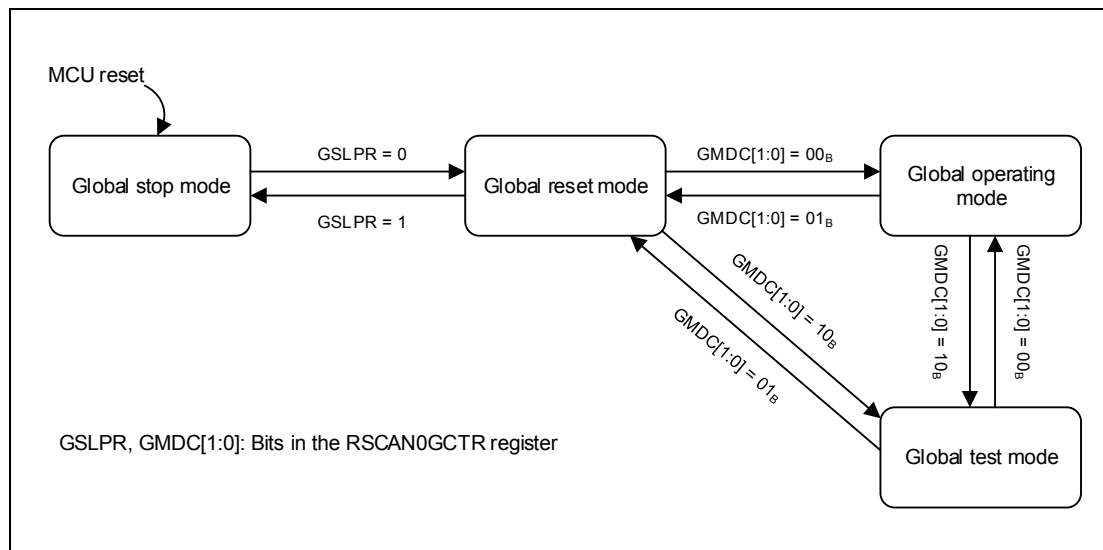 MCU reset
Global stop mode
GSLPR = 0
GSLPR = 1
Global reset mode
GMDC[1:0] = 00B
GMDC[1:0] = 01B
Global operating
mode
GMDC[1:0] = 10B
GMDC[1:0] = 01B
GMDC[1:0] = 10B
GMDC[1:0] = 00B
Global test mode
GSLPR, GMDC[1:0]: Bits in the RSCAN0GCTR register